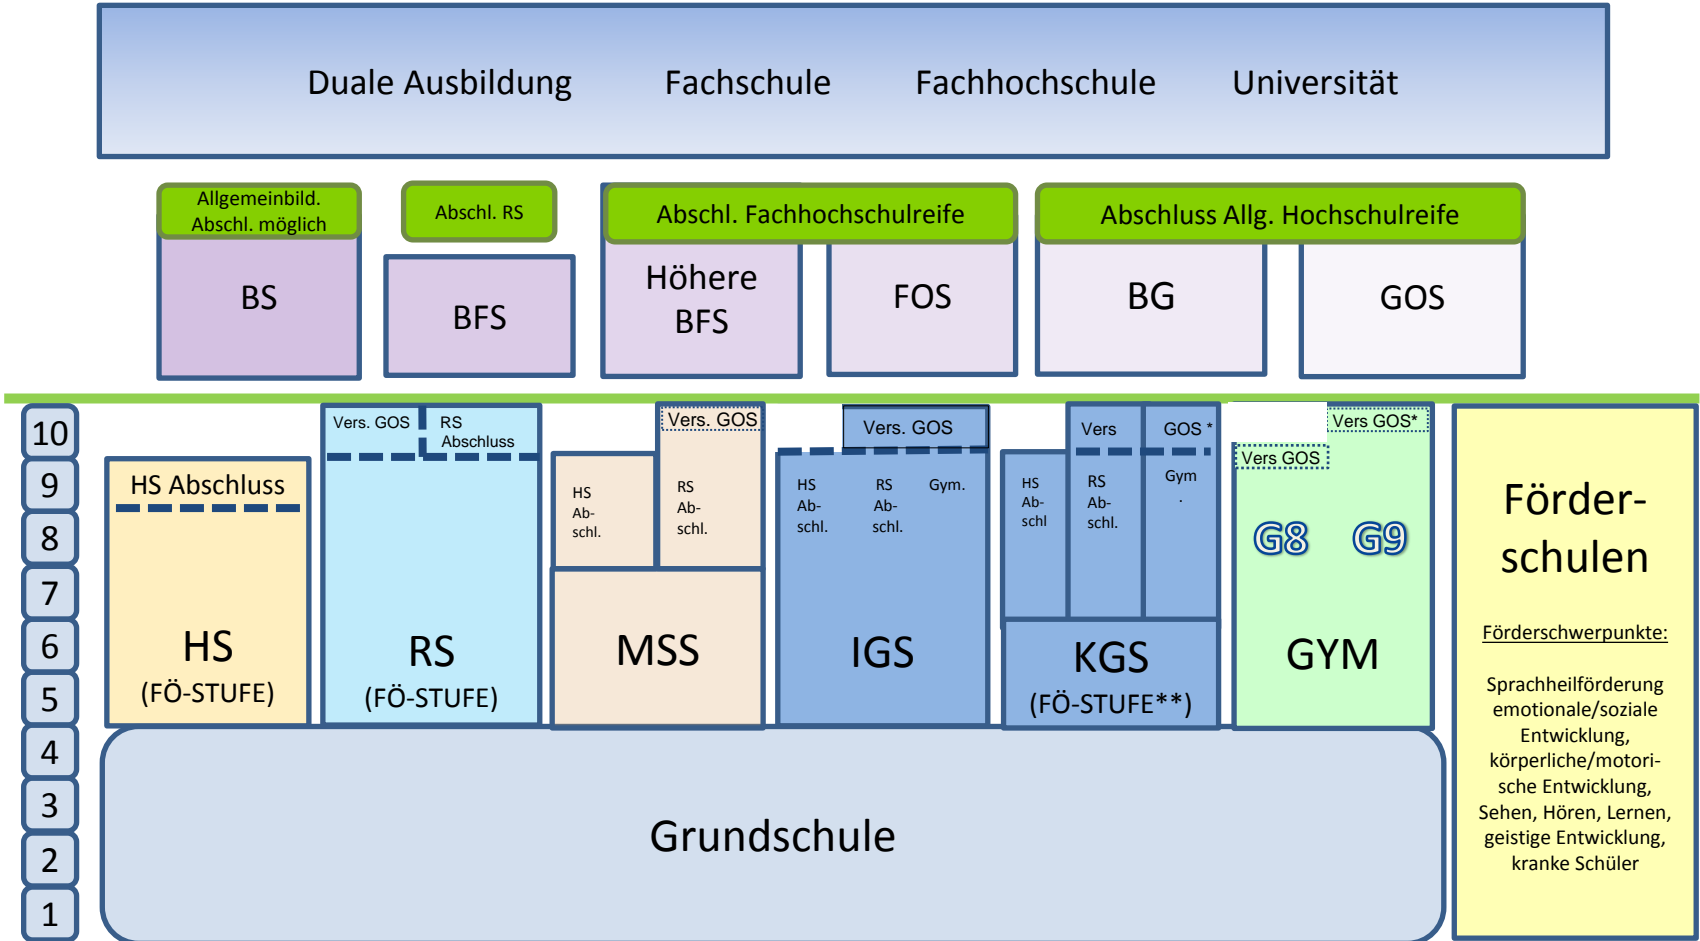 Duale Ausbildung Fachschule Fachhochschule Universität
Allgemeinbild.
Abschl. möglich
Abschl. RS
Abschl. Fachhochschulreife
Abschluss Allg. Hochschulreife
BS
BFS
Höhere
BFS
FOS
BG
GOS
10
9
8
7
6
5
4
3
2
1
HS Abschluss
HS
(FÖ-STUFE)
Vers. GOS
RS
Abschluss
RS
(FÖ-STUFE)
Vers. GOS
HS
Ab-
schl.
RS
Ab-
schl.
MSS
Vers. GOS
HS
Ab-
schl.
RS
Ab-
schl.
Gym.
IGS
Vers GOS *
HS
Ab-
schl
RS
Ab-
schl.
Gym
.
KGS
(FÖ-STUFE**)
Vers GOS*
Vers GOS
G8 G9
GYM
Förder-
schulen
Förderschwerpunkte:
Sprachheilförderung
emotionale/soziale
Entwicklung,
körperliche/motori-
sche Entwicklung,
Sehen, Hören, Lernen,
geistige Entwicklung,
kranke Schüler
Grundschule